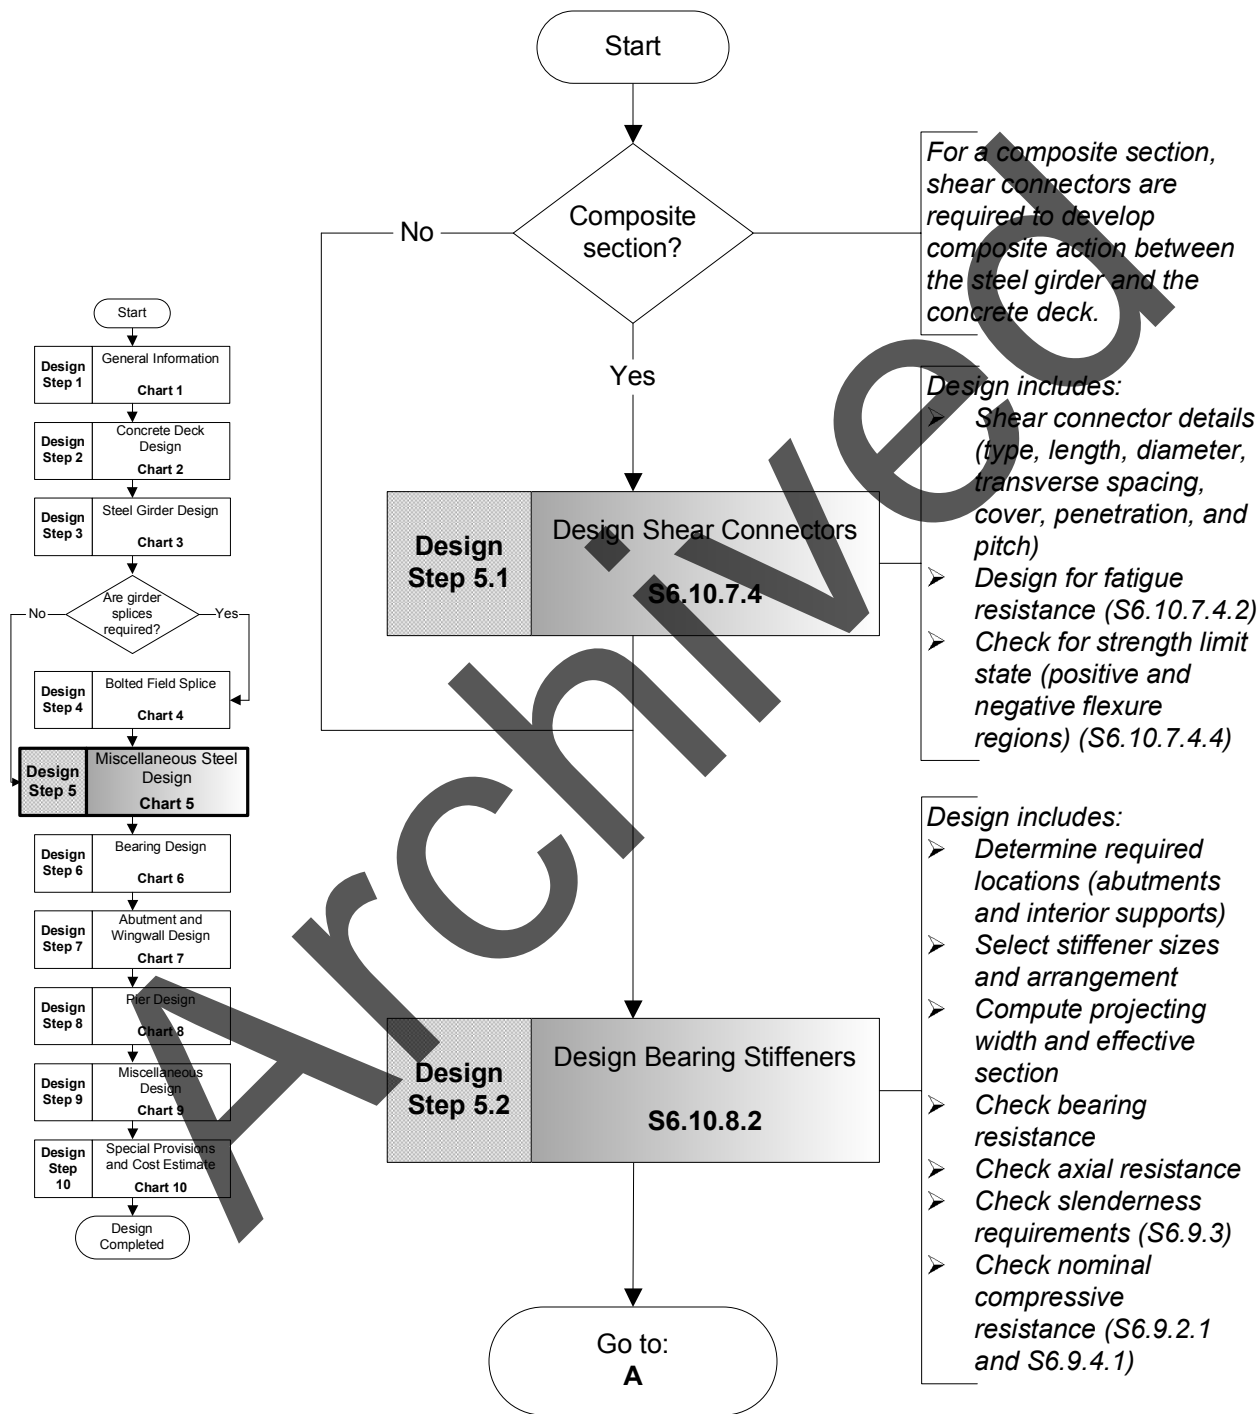 Start
Composite
section?
No
Yes
For a composite section,
shear connectors are
required to develop
composite action between
the steel girder and the
concrete deck.
Design
Step 5.1
Design Shear Connectors
S6.10.7.4
Design includes:
➢ Shear connector details
(type, length, diameter,
transverse spacing,
cover, penetration, and
pitch)
➢ Design for fatigue
resistance (S6.10.7.4.2)
➢ Check for strength limit
state (positive and
negative flexure
regions) (S6.10.7.4.4)
Design
Step 5.2
Design Bearing Stiffeners
S6.10.8.2
Design includes:
➢ Determine required
locations (abutments
and interior supports)
➢ Select stiffener sizes
and arrangement
➢ Compute projecting
width and effective
section
➢ Check bearing
resistance
➢ Check axial resistance
➢ Check slenderness
requirements (S6.9.3)
➢ Check nominal
compressive
resistance (S6.9.2.1
and S6.9.4.1)
Go to:
A
Start
Design
Step 1
General Information
Chart 1
Design
Step 2
Concrete Deck
Design
Chart 2
Design
Step 3
Steel Girder Design
Chart 3
Are girder
splices
required?
No
Yes
Design
Step 4
Bolted Field Splice
Chart 4
Design
Step 5
Miscellaneous Steel
Design
Chart 5
Design
Step 6
Bearing Design
Chart 6
Design
Step 7
Abutment and
Wingwall Design
Chart 7
Design
Step 8
Pier Design
Chart 8
Design
Step 9
Miscellaneous
Design
Chart 9
Design
Step
10
Special Provisions
and Cost Estimate
Chart 10
Design
Completed
Archived